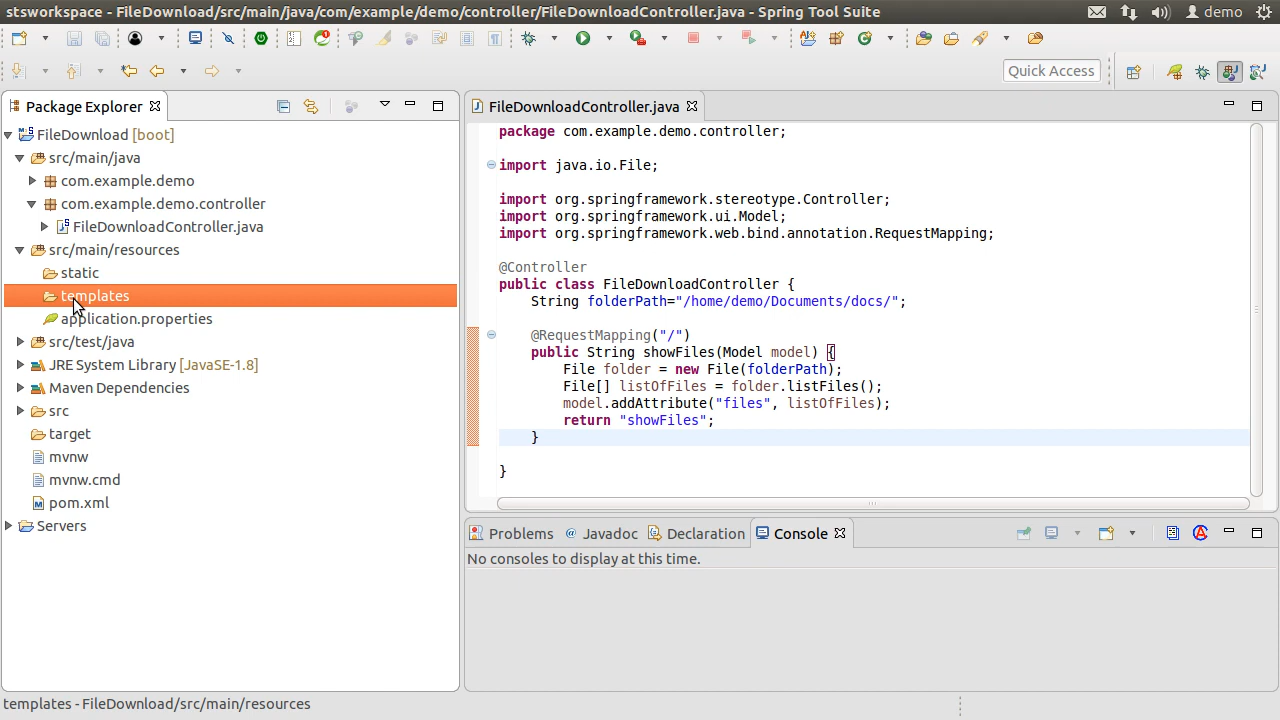 stsworkspace - FileDownload/src/main/java/com/example/demo/controller/FileDownloadController.java - Spring Tool Suite
demo
Quick Access
Package Explorer
FileDownload [boot]
src/main/java
com.example.demo
com.example.demo.controller
FileDownloadController.java
src/main/resources
static
templates
application.properties
src/test/java
JRE System Library [JavaSE-1.8]
Maven Dependencies
src
target
mvnw
mvnw.cmd
pom.xml
Servers
FileDownloadController.java
package com.example.demo.controller;
import java.io.File;
import org.springframework.stereotype.Controller;
import org.springframework.ui.Model;
import org.springframework.web.bind.annotation.RequestMapping;
@Controller
public class FileDownloadController {
String folderPath="/home/demo/Documents/docs/";
@RequestMapping("/")
public String showFiles(Model model) {
File folder = new File(folderPath);
File[] listOfFiles = folder.listFiles();
model.addAttribute("files", listOfFiles);
return "showFiles";
}
}
Problems @ Javadoc Declaration Console
No consoles to display at this time.
templates - FileDownload/src/main/resources